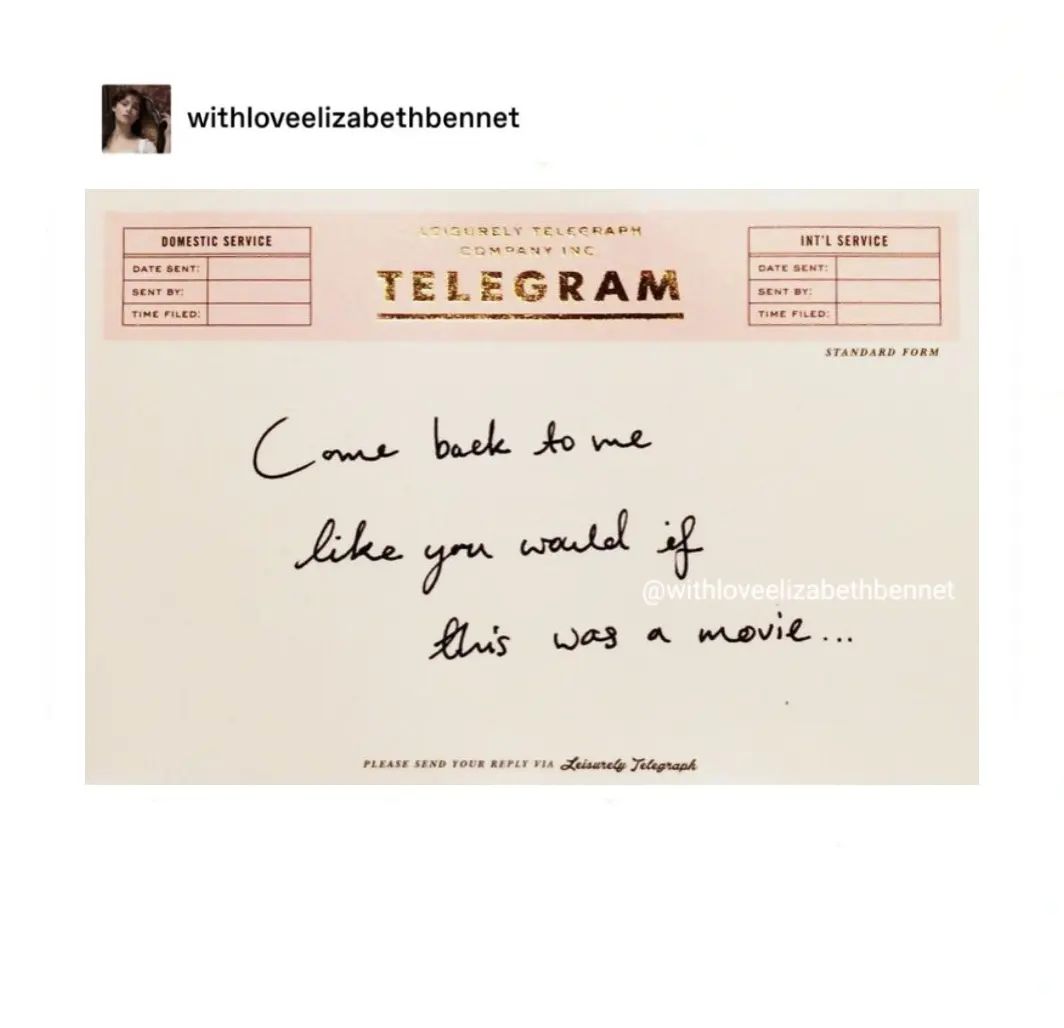 withloveelizabethbennet
LEISURELY TELEGRAPH
COMPANY INC
TELEGRAM
DOMESTIC SERVICE
DATE SENT:
SENT BY:
TIME FILED:
INT'L SERVICE
DATE SENT:
SENT BY:
TIME FILED:
STANDARD FORM
Come back to me
like you would if
@withloveelizabethbennet
this was a movie...
PLEASE SEND YOUR REPLY VIA Leisurely Telegraph